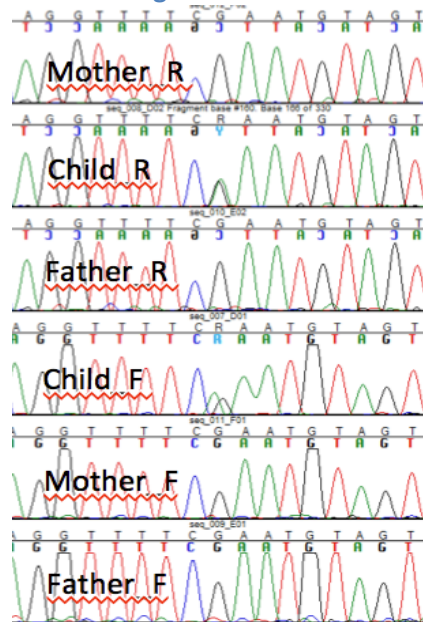 A G G T T T T C G A A T G T A G T
T C C A A A A G C T T A C A T C A
Mother_R
seq_008_D02 Fragment base #160. Base 166 of 330
A G G T T T T C R A A T G T A G T
T C C A A A A G Y T T A C A T C A
Child_R
seq_010_E02
A G G T T T T C G A A T G T A G T
T C C A A A A G C T T A C A T C A
Father_R
seq_007_D01
A G G T T T T C R A A T G T A G T
A G G T T T T C R A A T G T A G T
Child_F
seq_011_F01
G G T T T T C G A A T G T A G T
G G T T T T C G A A T G T A G T
Mother_F
seq_009_E01
G G T T T T C G A A T G T A G T
G G T T T T C G A A T G T A G T
Father_F